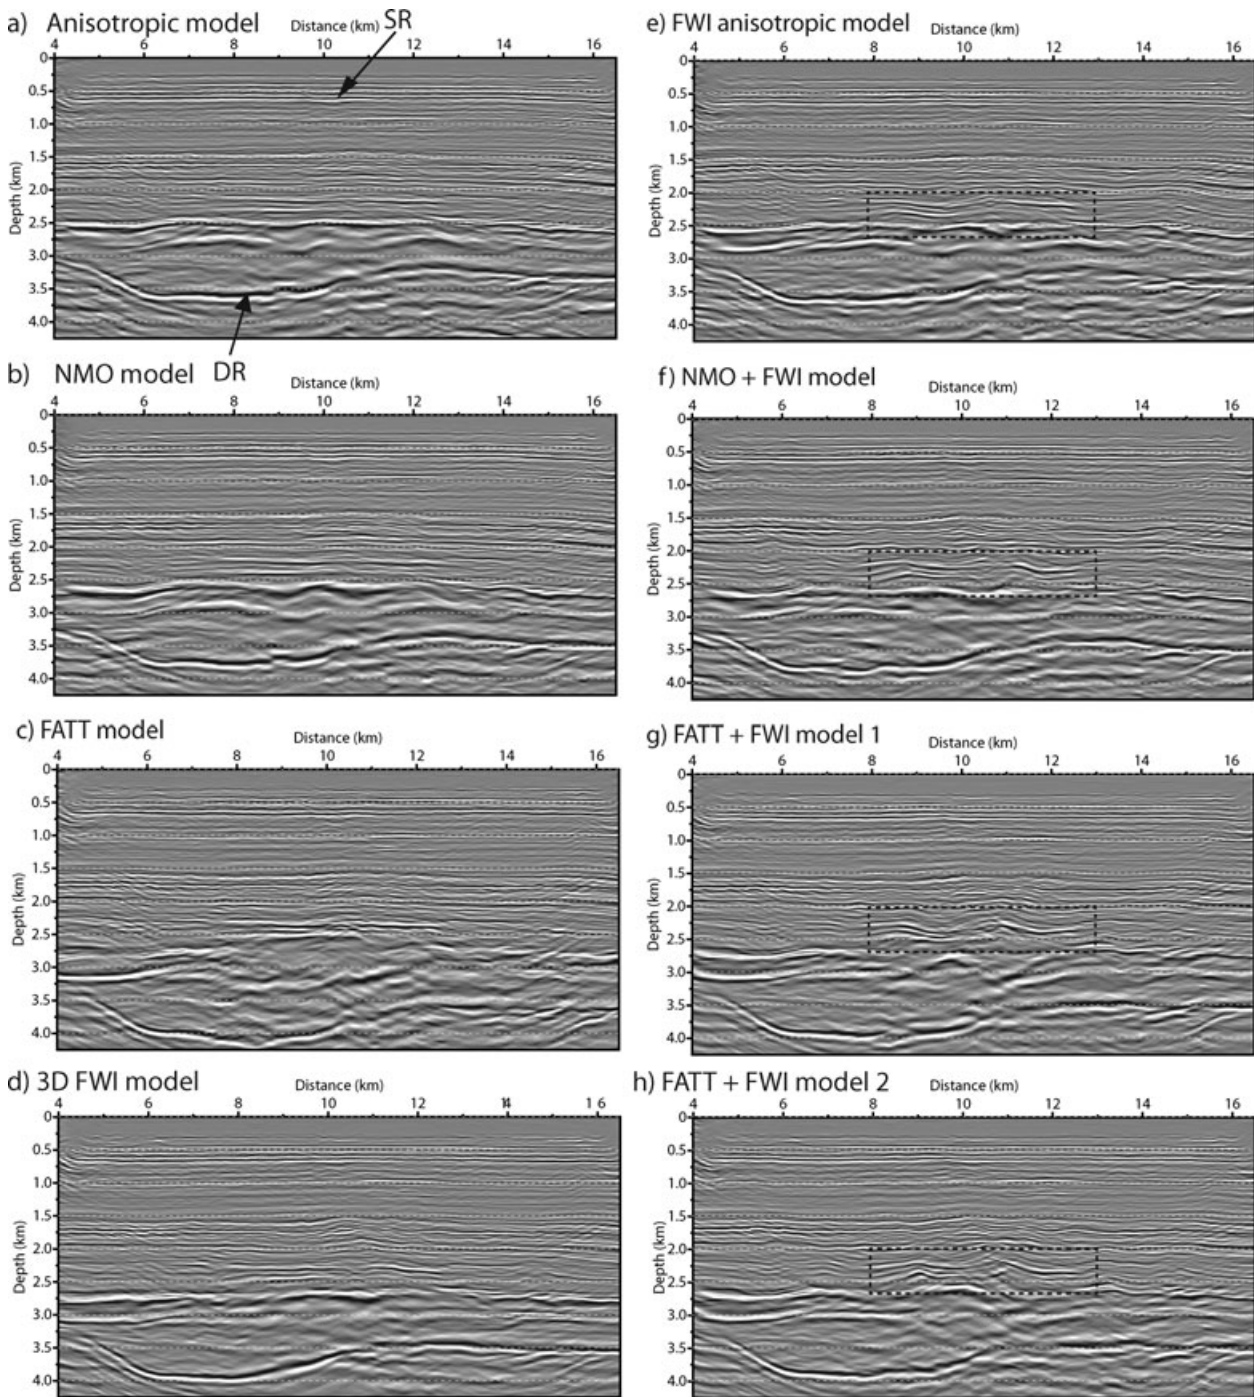 a) Anisotropic model Distance (km) SR
4 6 8 10 12 14 16
0
0.5
1.0
1.5
2.0
2.5
3.0
3.5
4.0
Depth (km)
DR
b) NMO model Distance (km)
4 6 8 10 12 14 16
0
0.5
1.0
1.5
2.0
2.5
3.0
3.5
4.0
Depth (km)
c) FATT model Distance (km)
4 6 8 10 12 14 16
0
0.5
1.0
1.5
2.0
2.5
3.0
3.5
4.0
Depth (km)
d) 3D FWI model Distance (km)
4 6 8 10 12 14 1 6
0
0.5
1.0
1.5
2.0
2.5
3.0
3.5
4.0
Depth (km)
e) FWI anisotropic model
Distance (km)
4 6 8 10 12 14 16
0
0.5
1.0
1.5
2.0
2.5
3.0
3.5
4.0
Depth (km)
f) NMO + FWI model
Distance (km)
4 6 8 10 12 14 16
0
0.5
1.0
1.5
2.0
2.5
3.0
3.5
4.0
Depth (km)
g) FATT + FWI model 1 Distance (km)
4 6 8 10 12 14 16
0
0.5
1.0
1.5
2.0
2.5
3.0
3.5
4.0
Depth (km)
h) FATT + FWI model 2 Distance (km)
4 6 8 10 12 14 16
0
0.5
1.0
1.5
2.0
2.5
3.0
3.5
4.0
Depth (km)